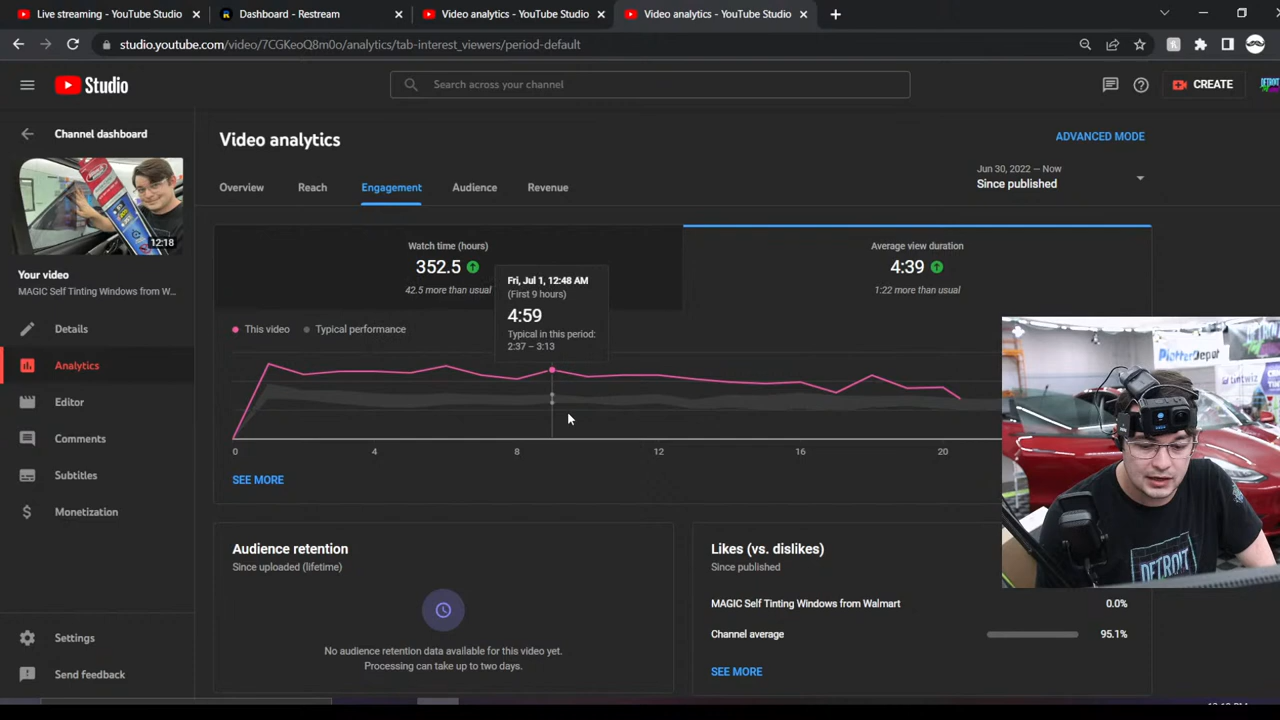 Live streaming - YouTube Studio
Dashboard - Restream
Video analytics - YouTube Studio
Video analytics - YouTube Studio
studio.youtube.com/video/7CGKeoQ8m0o/analytics/tab-interest_viewers/period-default
Studio
Search across your channel
CREATE
Channel dashboard
12:18
Your video
MAGIC Self Tinting Windows from W...
Details
Analytics
Editor
Comments
Subtitles
Monetization
Settings
Send feedback
Video analytics
ADVANCED MODE
Overview
Reach
Engagement
Audience
Revenue
Jun 30, 2022 — Now
Since published
Watch time (hours)
352.5
42.5 more than usual
Average view duration
4:39
1:22 more than usual
Fri, Jul 1, 12:48 AM
(First 9 hours)
4:59
Typical in this period:
2:37 – 3:13
This video
Typical performance
0 4 8 12 16 20
SEE MORE
Audience retention
Since uploaded (lifetime)
No audience retention data available for this video yet.
Processing can take up to two days.
Likes (vs. dislikes)
Since published
MAGIC Self Tinting Windows from Walmart
0.0%
Channel average
95.1%
SEE MORE
PlotterDepot
DETROIT